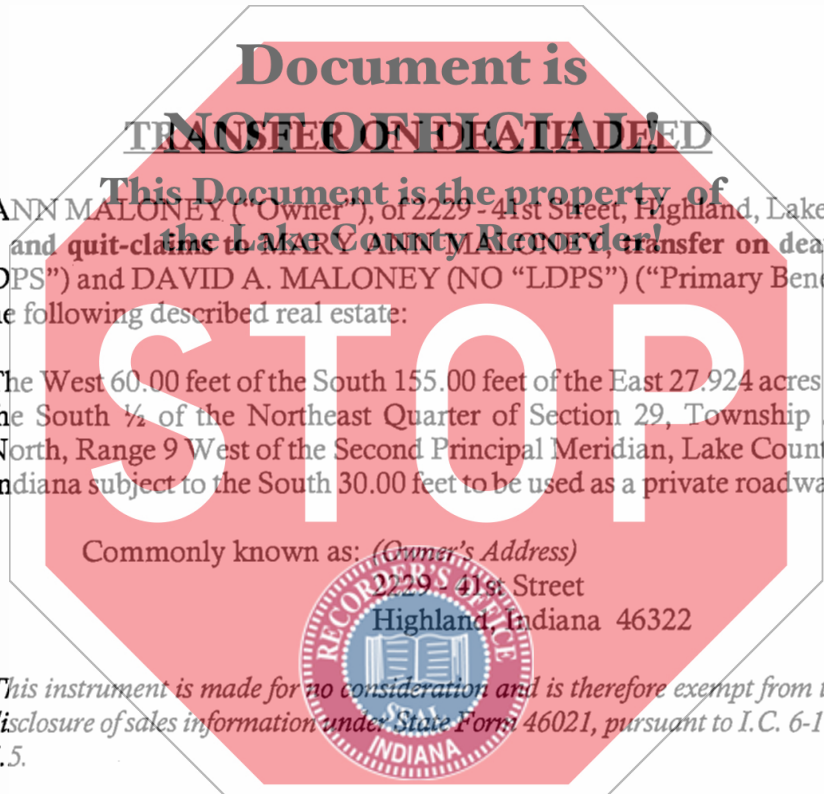 Document is
NOT OFFICIAL!
TRANSFER ON DEATH DEED
This Document is the property of
the Lake County Recorder!
ANN MALONEY ("Owner"), of 2229 - 41st Street, Highland, Lake
and quit-claims to MARY ANN MALONEY, transfer on dea
DPS") and DAVID A. MALONEY (NO "LDPS") ("Primary Bene
e following described real estate:
STOP
he West 60.00 feet of the South 155.00 feet of the East 27.924 acres
he South ½ of the Northeast Quarter of Section 29, Township
North, Range 9 West of the Second Principal Meridian, Lake Count
ndiana subject to the South 30.00 feet to be used as a private roadwa
Commonly known as: (Owner's Address)
2229 - 41st Street
Highland, Indiana 46322
RECORDER'S OFFICE
SEAL
INDIANA
This instrument is made for no consideration and is therefore exempt from t
isclosure of sales information under State Form 46021, pursuant to I.C. 6-1
.5.